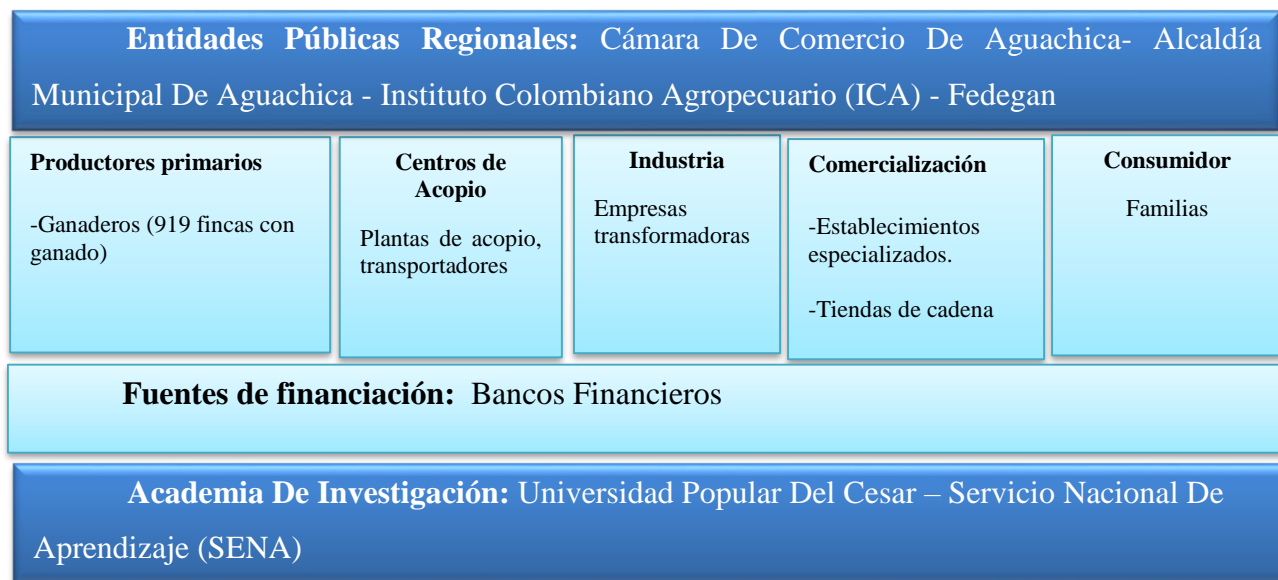 Entidades Públicas Regionales: Cámara De Comercio De Aguachica- Alcaldía
Municipal De Aguachica - Instituto Colombiano Agropecuario (ICA) - Fedegan
Productores primarios
-Ganaderos (919 fincas con
ganado)
Centros de
Acopio
Plantas de acopio,
transportadores
Industria
Empresas
transformadoras
Comercialización
-Establecimientos
especializados.
-Tiendas de cadena
Consumidor
Familias
Fuentes de financiación: Bancos Financieros
Academia De Investigación: Universidad Popular Del Cesar – Servicio Nacional De
Aprendizaje (SENA)